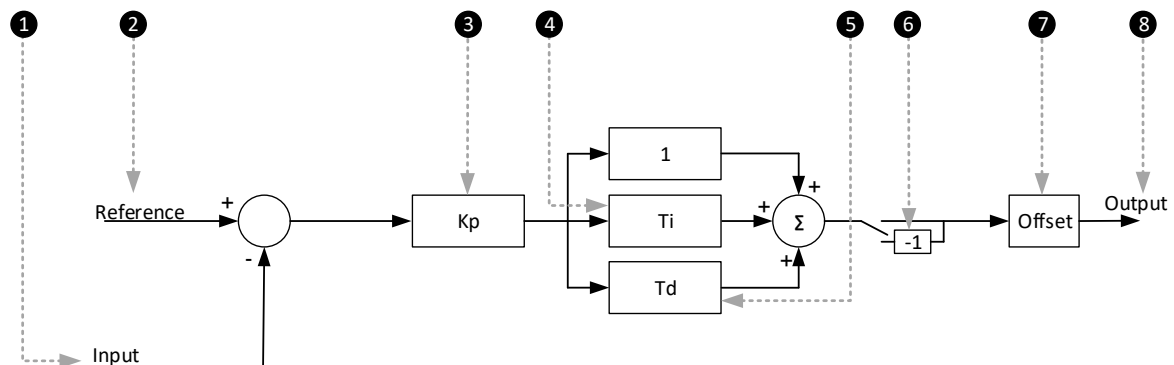 1 2 3 4 5 6 7 8
1
+ Reference + + Output
Kp Ti Σ -1 Offset
- +
Td
Input